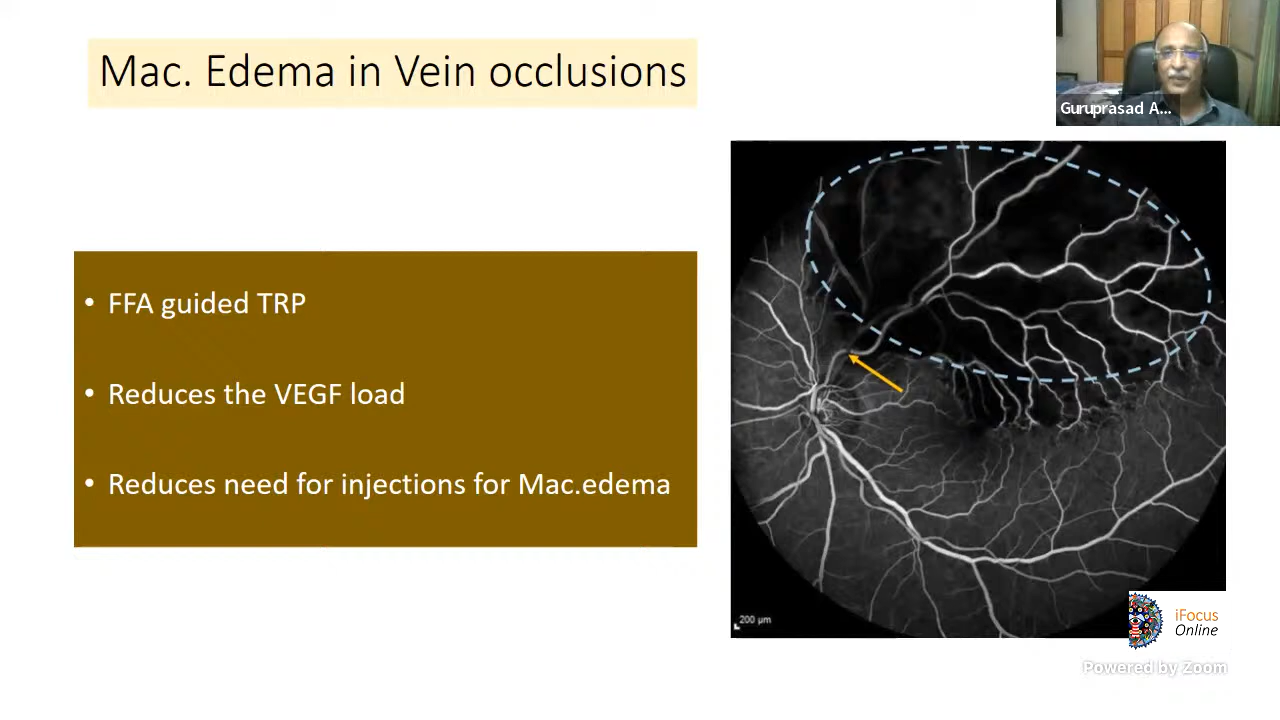 Mac. Edema in Vein occlusions
Guruprasad A...
• FFA guided TRP
• Reduces the VEGF load
• Reduces need for injections for Mac.edema
200 µm
iFocus
Online
Powered by Zoom